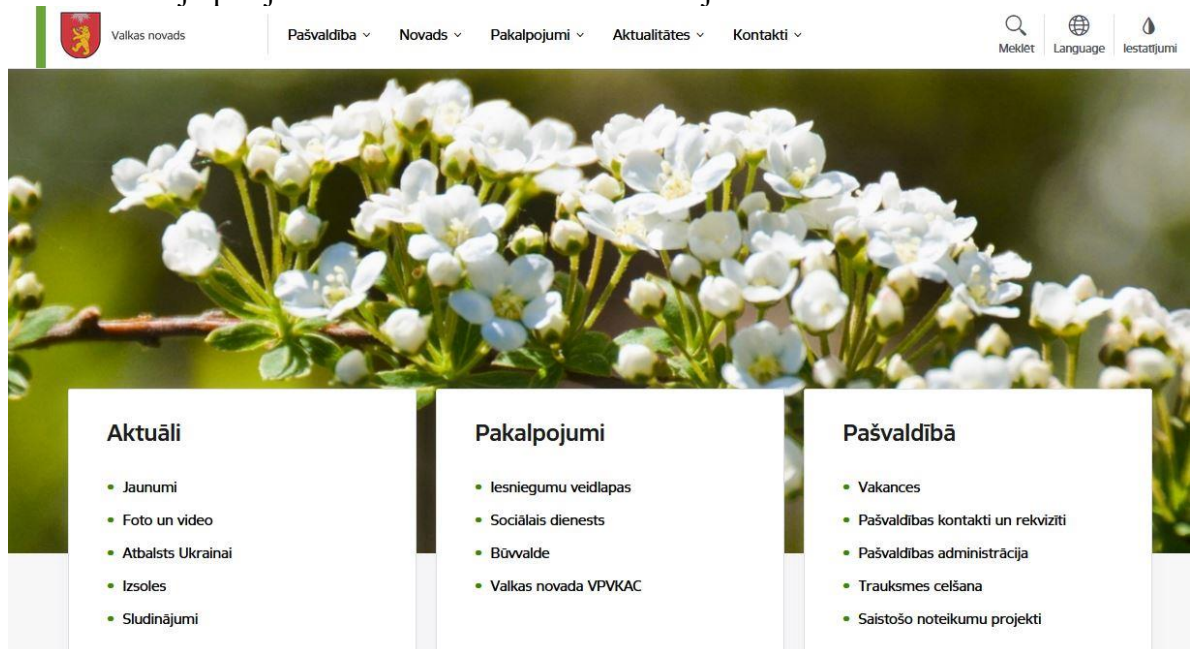 Valkas novads
Pašvaldība
Novads
Pakalpojumi
Aktualitātes
Kontakti
Meklēt
Language
Iestatījumi
Aktuāli
Jaunumi
Foto un video
Atbalsts Ukrainai
Izsoles
Sludinājumi
Pakalpojumi
Iesniegumu veidlapas
Sociālais dienests
Būvvalde
Valkas novada VPVKAC
Pašvaldībā
Vakances
Pašvaldības kontakti un rekvizīti
Pašvaldības administrācija
Trauksmes celšana
Saistošo noteikumu projekti